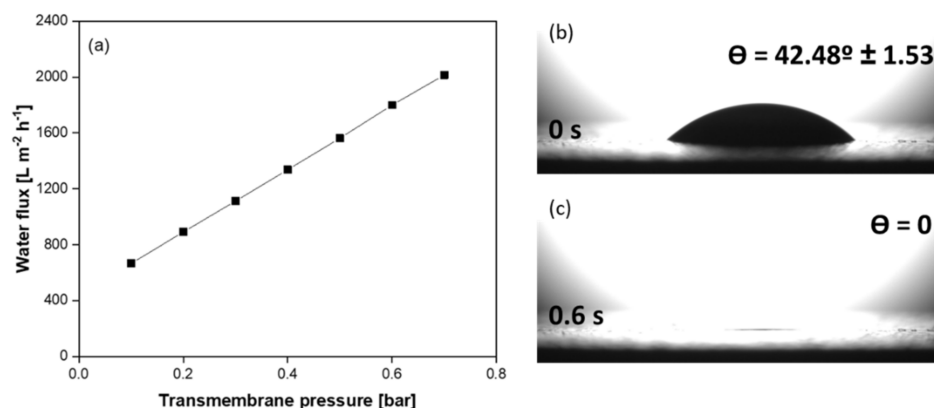 (a)
2400
2000
1600
1200
800
400
0
0.0 0.2 0.4 0.6 0.8
Water flux [L m⁻² h⁻¹]
Transmembrane pressure [bar]
(b)
Ө = 42.48º ± 1.53
0 s
(c)
Ө = 0
0.6 s